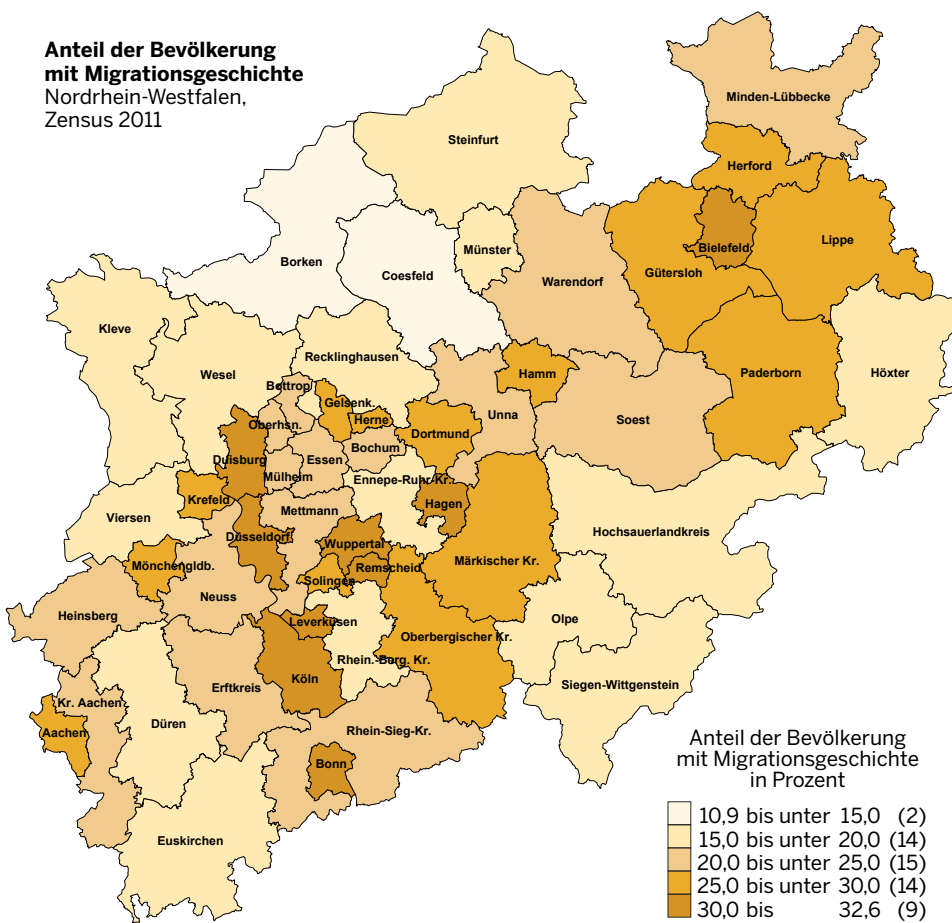 Anteil der Bevölkerung
mit Migrationsgeschichte
Nordrhein-Westfalen,
Zensus 2011
Minden-Lübbecke
Steinfurt
Herford
Bielefeld
Lippe
Münster
Borken
Coesfeld
Gütersloh
Warendorf
Kleve
Recklinghausen
Wesel
Hamm
Paderborn
Höxter
Bottrop
Gelsenk.
Herne
Unna
Soest
Oberhsn.
Dortmund
Bochum
Duisburg
Essen
Mülheim
Ennepe-Ruhr-Kr.
Krefeld
Hagen
Viersen
Mettmann
Hochsauerlandkreis
Düsseldorf
Wuppertal
Mönchengldb.
Remscheid
Märkischer Kr.
Solingen
Neuss
Heinsberg
Leverküsen
Olpe
Oberbergischer Kr.
Rhein.-Berg. Kr.
Köln
Siegen-Wittgenstein
Erftkreis
Kr. Aachen
Düren
Rhein-Sieg-Kr.
Aachen
Bonn
Euskirchen
Anteil der Bevölkerung
mit Migrationsgeschichte
in Prozent
10,9 bis unter 15,0 (2)
15,0 bis unter 20,0 (14)
20,0 bis unter 25,0 (15)
25,0 bis unter 30,0 (14)
30,0 bis 32,6 (9)